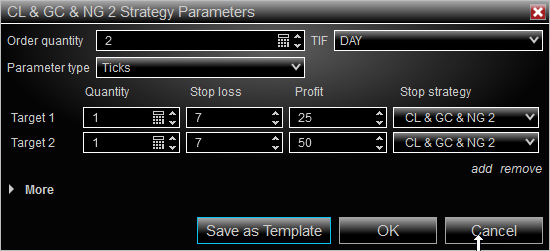 CL & GC & NG 2 Strategy Parameters
Order quantity 2 TIF DAY
Parameter type Ticks
Quantity Stop loss Profit Stop strategy
Target 1 1 7 25 CL & GC & NG 2
Target 2 1 7 50 CL & GC & NG 2
add remove
More
Save as Template OK Cancel